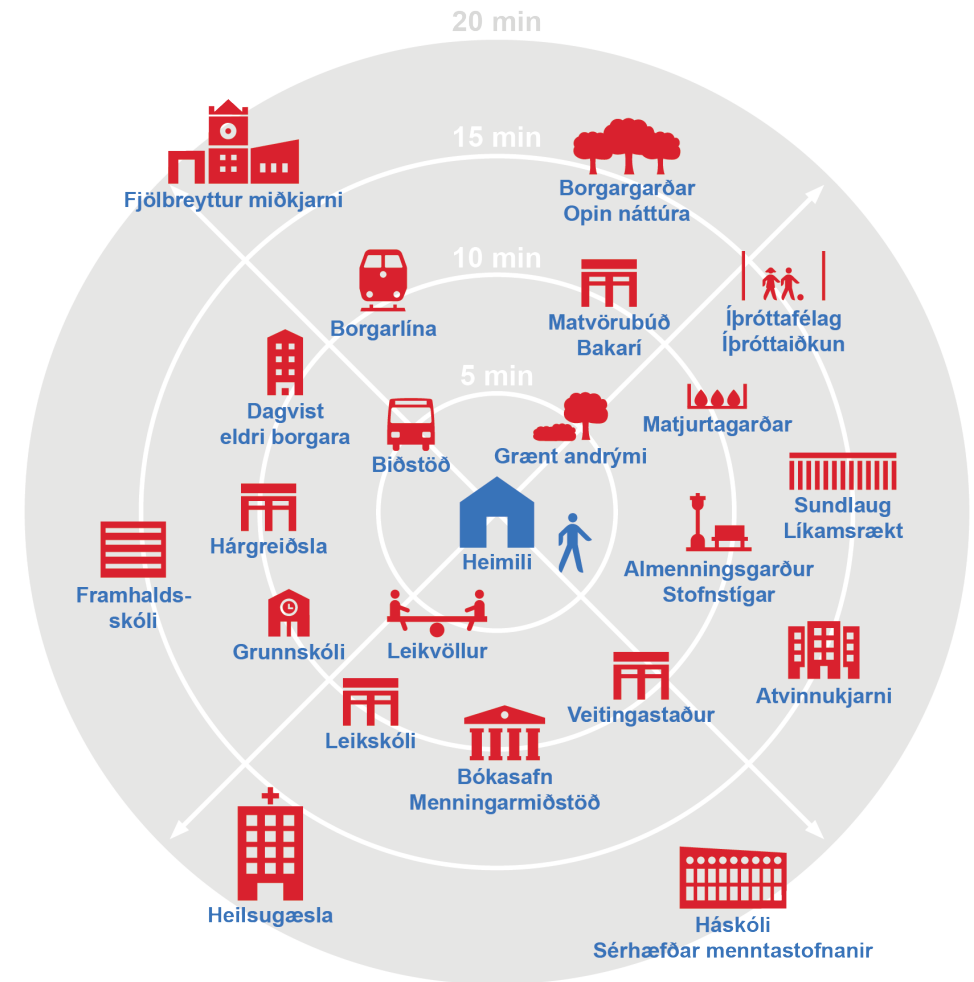 20 min
15 min
Fjölbreyttur miðkjarni
Borgargarðar
Opin náttúra
10 min
Borgarlína
Matvörubúð
Bakarí
Íþróttafélag
Íþróttaiðkun
5 min
Dagvist
eldri borgara
Biðstöð
Grænt andrými
Matjurtagarðar
Sundlaug
Líkamsrækt
Hárgreiðsla
Heimili
Almenningsgarður
Stofnstígar
Framhalds-
skóli
Grunnskóli
Leikvöllur
Atvinnukjarni
Leikskóli
Veitingastaður
Bókasafn
Menningarmiðstöð
Heilsugæsla
Háskóli
Sérhæfðar menntastofnanir